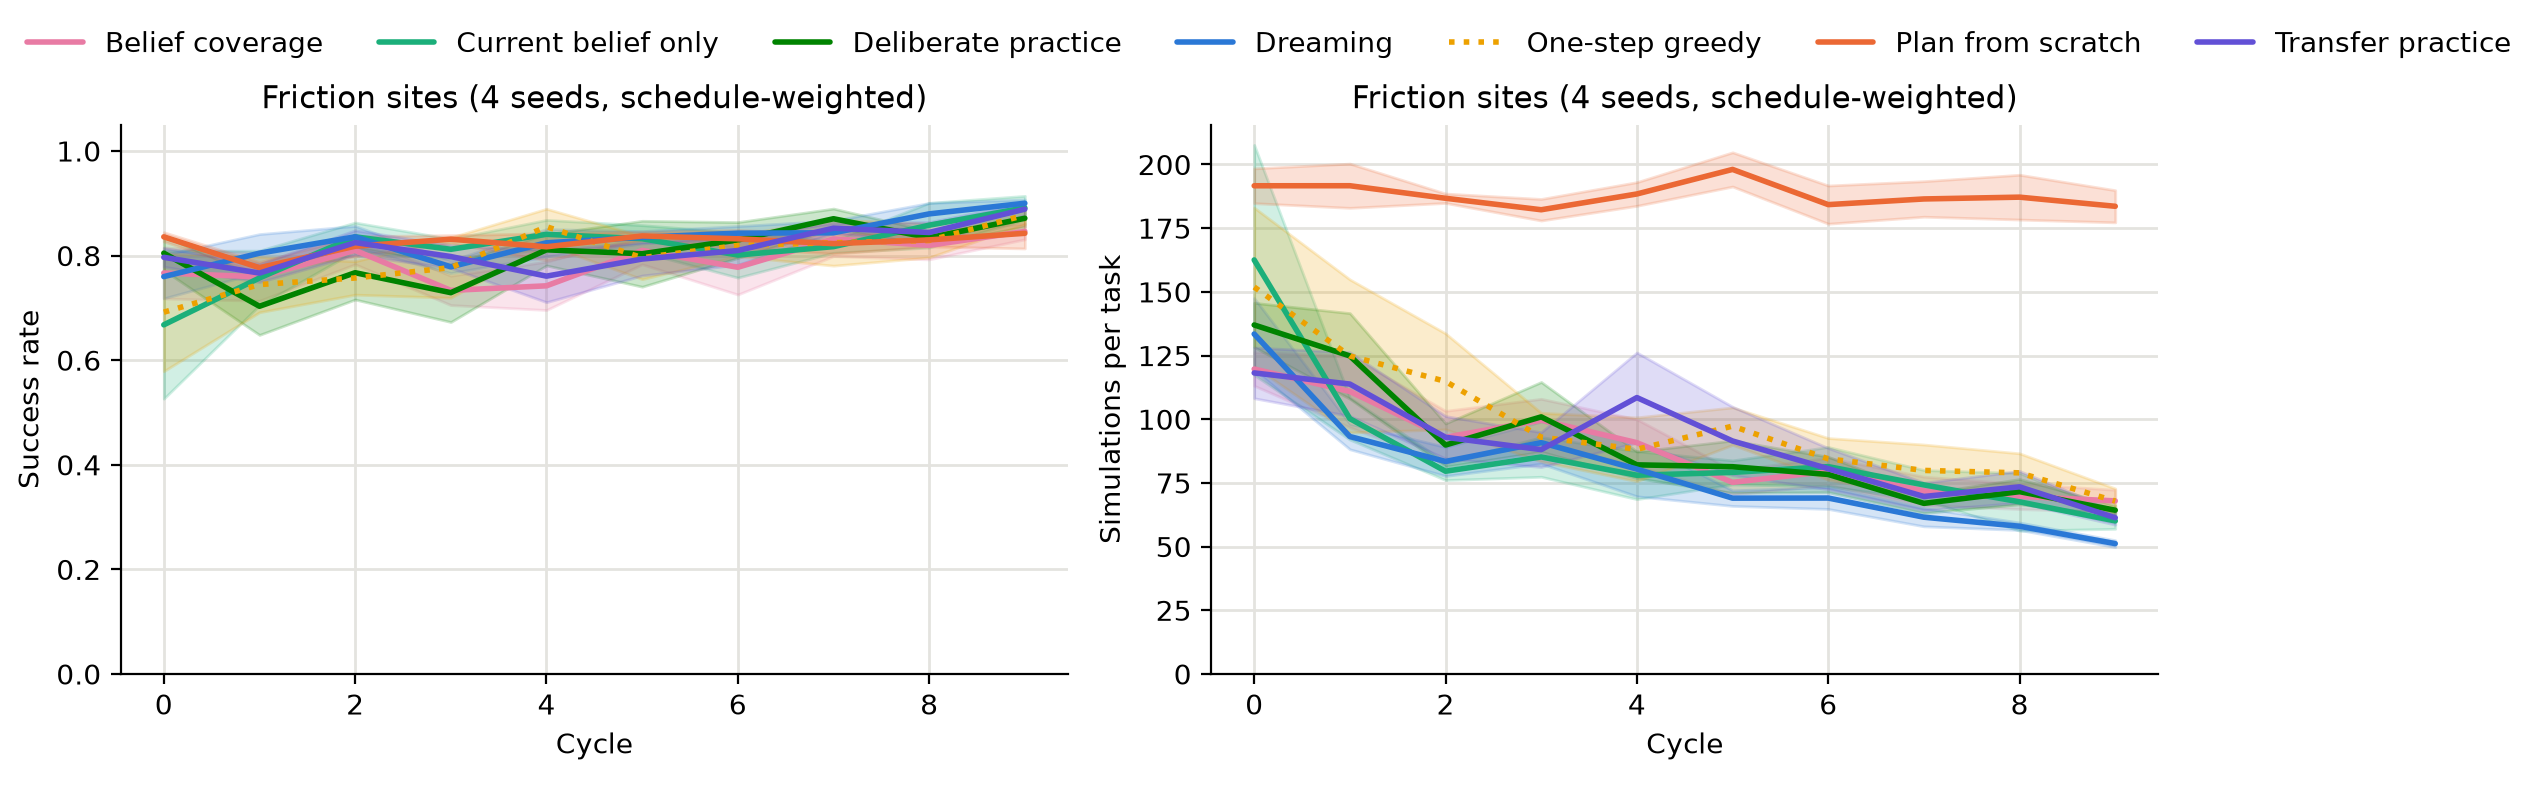 Belief coverage Current belief only Deliberate practice Dreaming One-step greedy Plan from scratch Transfer practice
Friction sites (4 seeds, schedule-weighted)
Success rate
1.0
0.8
0.6
0.4
0.2
0.0
0 2 4 6 8
Cycle
Friction sites (4 seeds, schedule-weighted)
Simulations per task
200
175
150
125
100
75
50
25
0
0 2 4 6 8
Cycle